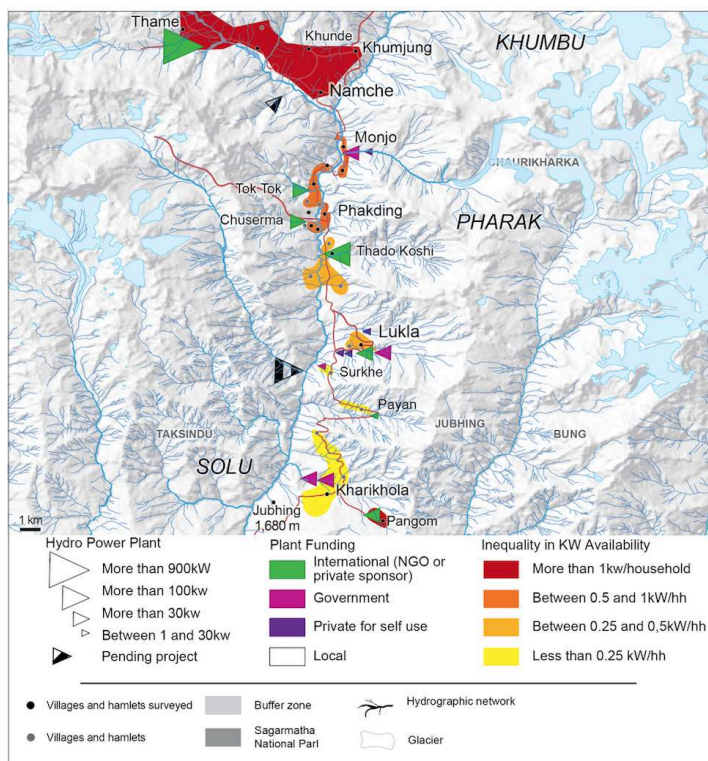 Thame
Khunde
Khumjung
KHUMBU
Namche
Monjo
CHAURIKHARKA
Tok Tok
Phakding
PHARAK
Chuserma
Thado Koshi
Lukla
Surkhe
Payan
TAKSINDU
JUBHING
BUNG
SOLU
Kharikhola
Jubhing
1,680 m
Pangom
1 km
Hydro Power Plant
More than 900kW
More than 100kw
More than 30kw
Between 1 and 30kw
Pending project
Plant Funding
International (NGO or
private sponsor)
Government
Private for self use
Local
Inequality in KW Availability
More than 1kw/household
Between 0.5 and 1kW/hh
Between 0.25 and 0,5kW/hh
Less than 0.25 kW/hh
Villages and hamlets surveyed
Villages and hamlets
Buffer zone
Sagarmatha
National Parl
Hydrographic network
Glacier